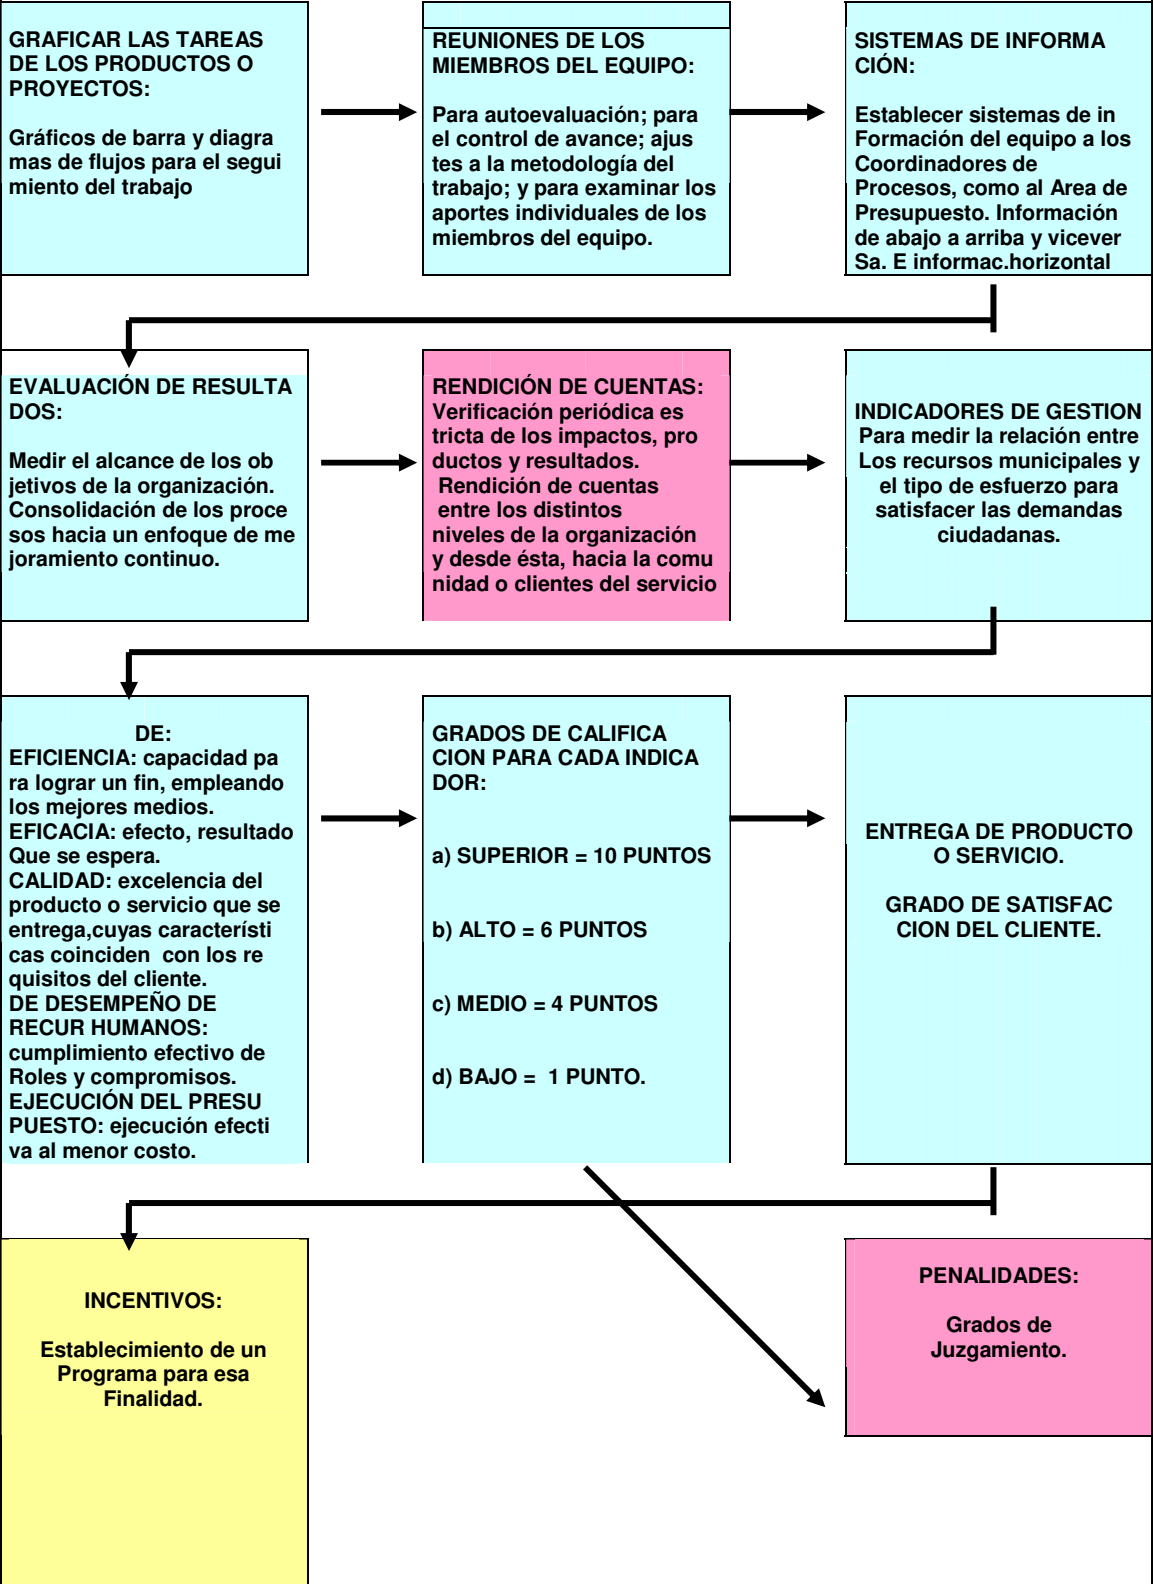 GRAFICAR LAS TAREAS
DE LOS PRODUCTOS O
PROYECTOS:
Gráficos de barra y diagra
mas de flujos para el segui
miento del trabajo
REUNIONES DE LOS
MIEMBROS DEL EQUIPO:
Para autoevaluación; para
el control de avance; ajus
tes a la metodología del
trabajo; y para examinar los
aportes individuales de los
miembros del equipo.
SISTEMAS DE INFORMA
CIÓN:
Establecer sistemas de in
Formación del equipo a los
Coordinadores de
Procesos, como al Area de
Presupuesto. Información
de abajo a arriba y vicever
Sa. E informac.horizontal
EVALUACIÓN DE RESULTA
DOS:
Medir el alcance de los ob
jetivos de la organización.
Consolidación de los proce
sos hacia un enfoque de me
joramiento continuo.
RENDICIÓN DE CUENTAS:
Verificación periódica es
tricta de los impactos, pro
ductos y resultados.
Rendición de cuentas
entre los distintos
niveles de la organización
y desde ésta, hacia la comu
nidad o clientes del servicio
INDICADORES DE GESTION
Para medir la relación entre
Los recursos municipales y
el tipo de esfuerzo para
satisfacer las demandas
ciudadanas.
DE:
EFICIENCIA: capacidad pa
ra lograr un fin, empleando
los mejores medios.
EFICACIA: efecto, resultado
Que se espera.
CALIDAD: excelencia del
producto o servicio que se
entrega,cuyas característi
cas coinciden con los re
quisitos del cliente.
DE DESEMPEÑO DE
RECUR HUMANOS:
cumplimiento efectivo de
Roles y compromisos.
EJECUCIÓN DEL PRESU
PUESTO: ejecución efecti
va al menor costo.
GRADOS DE CALIFICA
CION PARA CADA INDICA
DOR:
a) SUPERIOR = 10 PUNTOS
b) ALTO = 6 PUNTOS
c) MEDIO = 4 PUNTOS
d) BAJO = 1 PUNTO.
ENTREGA DE PRODUCTO
O SERVICIO.
GRADO DE SATISFAC
CION DEL CLIENTE.
INCENTIVOS:
Establecimiento de un
Programa para esa
Finalidad.
PENALIDADES:
Grados de
Juzgamiento.